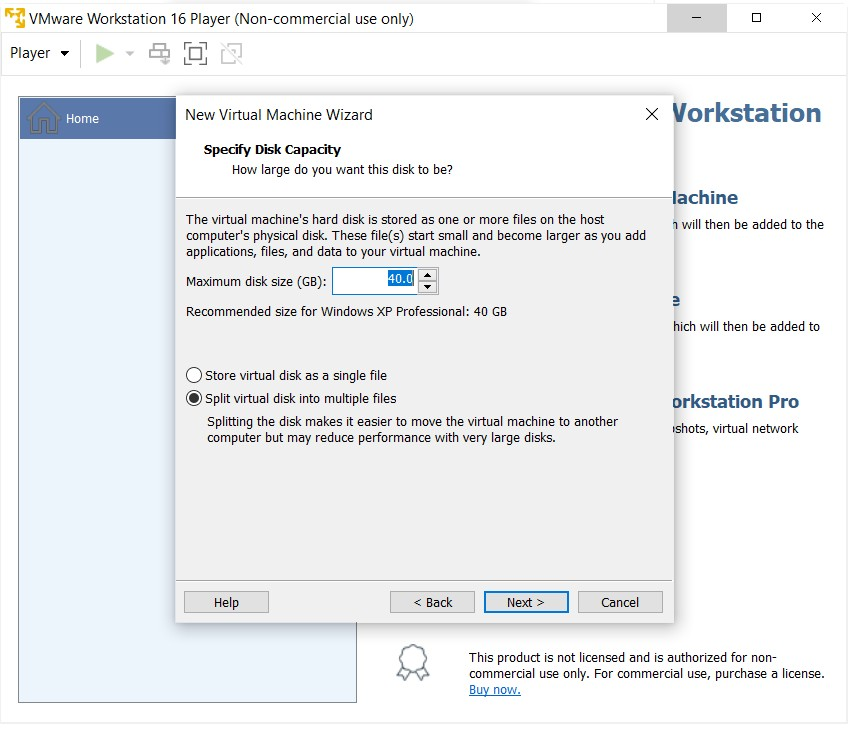 VMware Workstation 16 Player (Non-commercial use only)
Player
Home
New Virtual Machine Wizard
Workstation
Specify Disk Capacity
How large do you want this disk to be?
The virtual machine's hard disk is stored as one or more files on the host
computer's physical disk. These file(s) start small and become larger as you add
applications, files, and data to your virtual machine.
Maximum disk size (GB): 40.0
Recommended size for Windows XP Professional: 40 GB
Store virtual disk as a single file
Split virtual disk into multiple files
Splitting the disk makes it easier to move the virtual machine to another
computer but may reduce performance with very large disks.
Help
< Back
Next >
Cancel
achine
h will then be added to the
e
hich will then be added to
orkstation Pro
shots, virtual network
This product is not licensed and is authorized for non-
commercial use only. For commercial use, purchase a license.
Buy now.